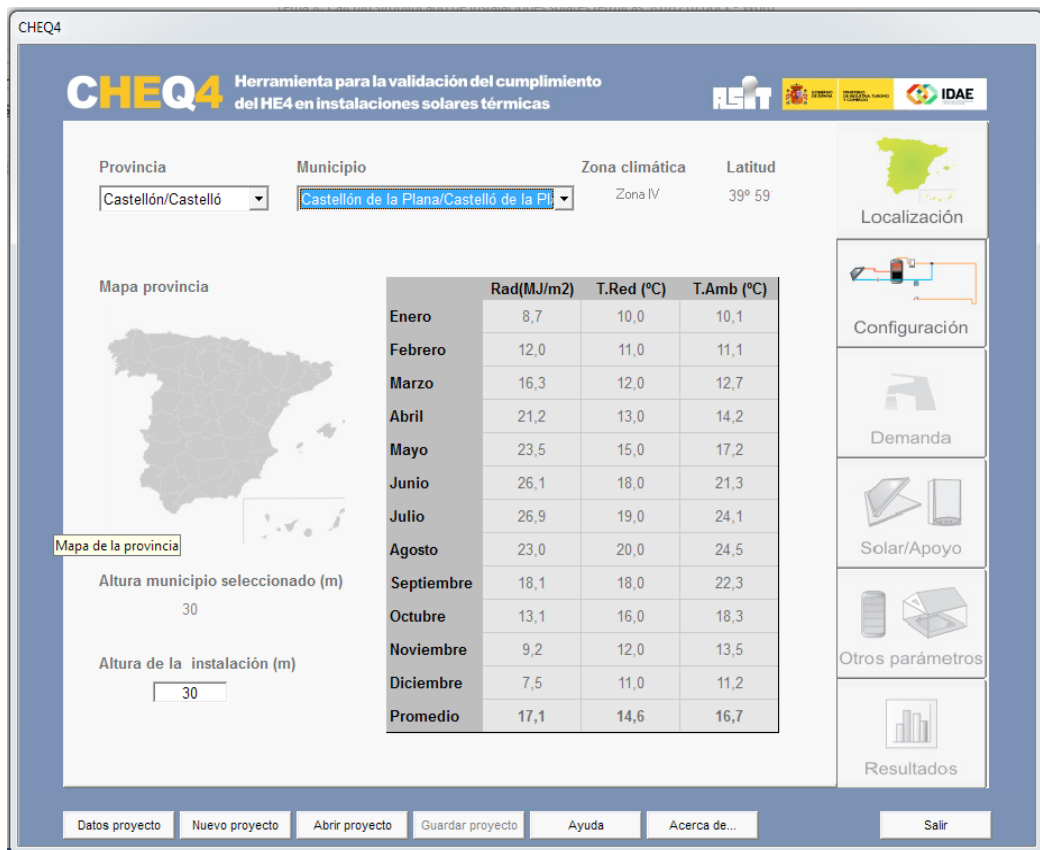 CHEQ4
CHEQ4
Herramienta para la validación del cumplimiento
del HE4 en instalaciones solares térmicas
ASIT
IDAE
Provincia Municipio Zona climática Latitud
Castellón/Castelló Castellón de la Plana/Castelló de la Pl Zona IV 39º 59'
Localización
Mapa provincia
Rad(MJ/m2) T.Red (ºC) T.Amb (ºC)
Enero 8,7 10,0 10,1
Febrero 12,0 11,0 11,1
Marzo 16,3 12,0 12,7
Abril 21,2 13,0 14,2
Mayo 23,5 15,0 17,2
Junio 26,1 18,0 21,3
Julio 26,9 19,0 24,1
Agosto 23,0 20,0 24,5
Septiembre 18,1 18,0 22,3
Octubre 13,1 16,0 18,3
Noviembre 9,2 12,0 13,5
Diciembre 7,5 11,0 11,2
Promedio 17,1 14,6 16,7
Mapa de la provincia
Altura municipio seleccionado (m)
30
Altura de la instalación (m)
30
Configuración
Demanda
Solar/Apoyo
Otros parámetros
Resultados
Datos proyecto Nuevo proyecto Abrir proyecto Guardar proyecto Ayuda Acerca de... Salir